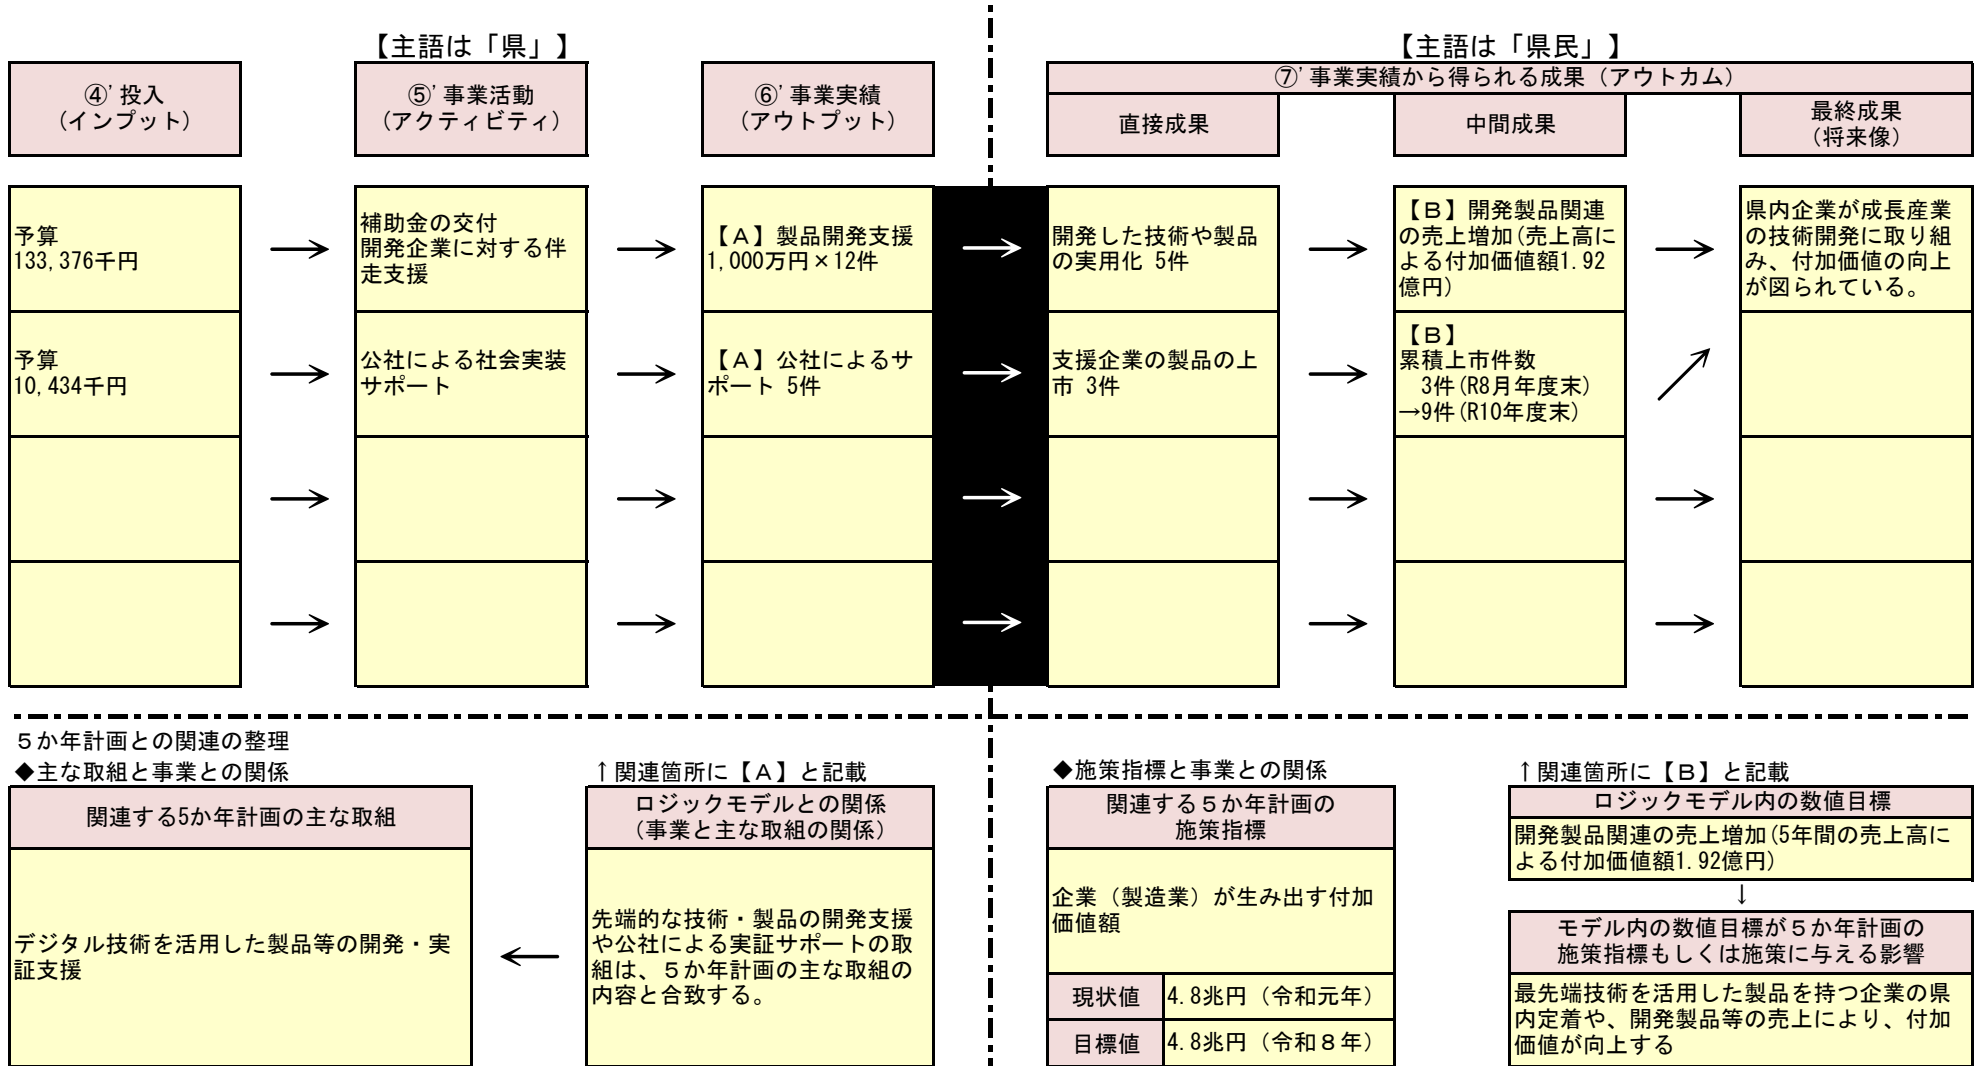 【主語は「県」】
【主語は「県民」】
④' 投入
（インプット）
⑤' 事業活動
（アクティビティ）
⑥' 事業実績
（アウトプット）
⑦' 事業実績から得られる成果（アウトカム）
直接成果
中間成果
最終成果
（将来像）
予算
133,376千円
→
補助金の交付
開発企業に対する伴
走支援
→
【Ａ】製品開発支援
1,000万円×12件
→
開発した技術や製品
の実用化 5件
→
【Ｂ】開発製品関連
の売上増加(売上高に
よる付加価値額1.92
億円)
→
県内企業が成長産業
の技術開発に取り組
み、付加価値の向上
が図られている。
予算
10,434千円
→
公社による社会実装
サポート
→
【Ａ】公社によるサ
ポート 5件
→
支援企業の製品の上
市 3件
→
【Ｂ】
累積上市件数
3件(R8月年度末)
→9件(R10年度末)
５か年計画との関連の整理
◆主な取組と事業との関係
↑関連箇所に【Ａ】と記載
関連する5か年計画の主な取組
ロジックモデルとの関係
（事業と主な取組の関係）
デジタル技術を活用した製品等の開発・実
証支援
←
先端的な技術・製品の開発支援
や公社による実証サポートの取
組は、５か年計画の主な取組の
内容と合致する。
◆施策指標と事業との関係
↑関連箇所に【Ｂ】と記載
関連する５か年計画の
施策指標
企業（製造業）が生み出す付加
価値額
現状値
4.8兆円（令和元年）
目標値
4.8兆円（令和８年）
ロジックモデル内の数値目標
開発製品関連の売上増加(5年間の売上高に
よる付加価値額1.92億円)
↓
モデル内の数値目標が５か年計画の
施策指標もしくは施策に与える影響
最先端技術を活用した製品を持つ企業の県
内定着や、開発製品等の売上により、付加
価値が向上する